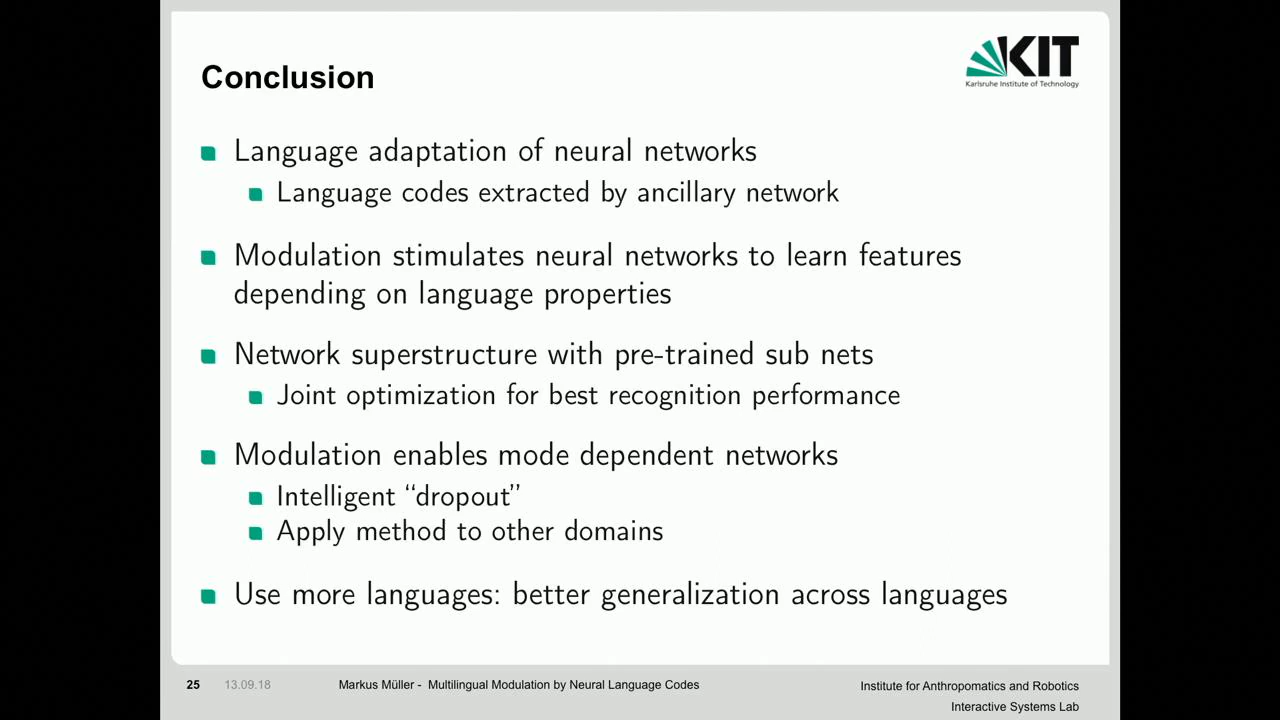 Conclusion
KIT
Karlsruhe Institute of Technology
Language adaptation of neural networks
Language codes extracted by ancillary network
Modulation stimulates neural networks to learn features
depending on language properties
Network superstructure with pre-trained sub nets
Joint optimization for best recognition performance
Modulation enables mode dependent networks
Intelligent “dropout”
Apply method to other domains
Use more languages: better generalization across languages
25 13.09.18 Markus Müller - Multilingual Modulation by Neural Language Codes Institute for Anthropomatics and Robotics
Interactive Systems Lab